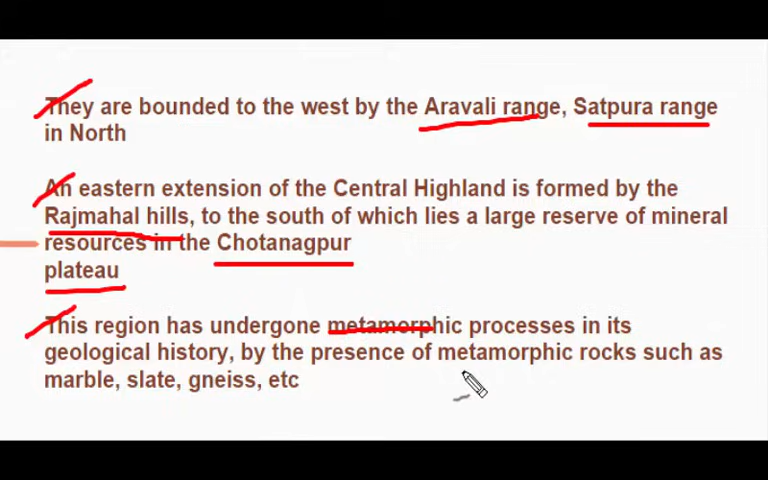 They are bounded to the west by the Aravali range, Satpura range
in North
An eastern extension of the Central Highland is formed by the
Rajmahal hills, to the south of which lies a large reserve of mineral
resources in the Chotanagpur
plateau
This region has undergone metamorphic processes in its
geological history, by the presence of metamorphic rocks such as
marble, slate, gneiss, etc